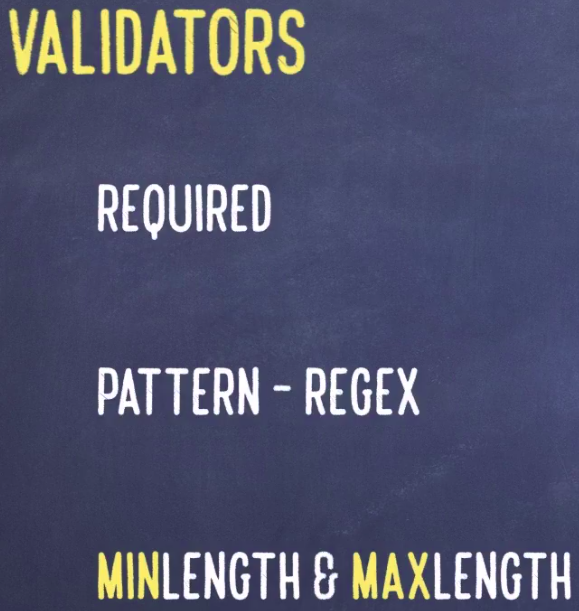 VALIDATORS
REQUIRED
PATTERN - REGEX
MINLENGTH & MAXLENGTH